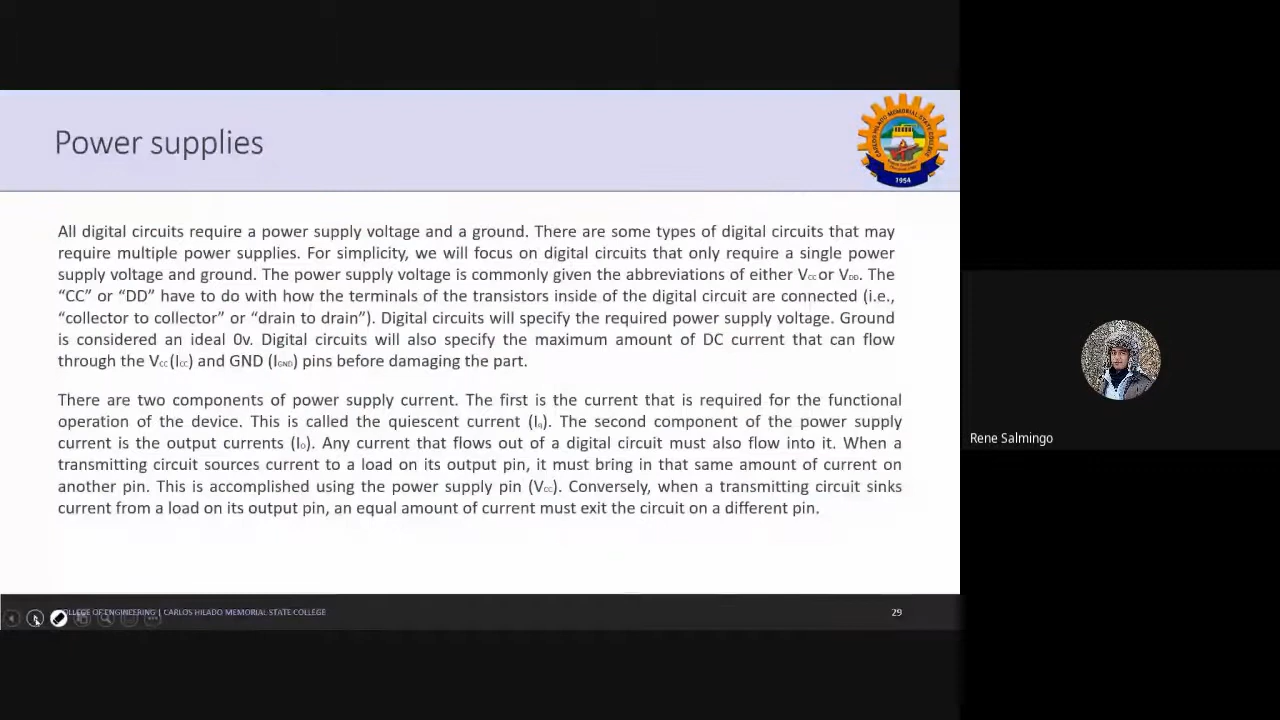 Power supplies
CARLOS HILADO MEMORIAL STATE COLLEGE
1954
All digital circuits require a power supply voltage and a ground. There are some types of digital circuits that may
require multiple power supplies. For simplicity, we will focus on digital circuits that only require a single power
supply voltage and ground. The power supply voltage is commonly given the abbreviations of either VCC or VDD. The
“CC” or “DD” have to do with how the terminals of the transistors inside of the digital circuit are connected (i.e.,
“collector to collector” or “drain to drain”). Digital circuits will specify the required power supply voltage. Ground
is considered an ideal 0v. Digital circuits will also specify the maximum amount of DC current that can flow
through the VCC (ICC) and GND (IGND) pins before damaging the part.
There are two components of power supply current. The first is the current that is required for the functional
operation of the device. This is called the quiescent current (Iq). The second component of the power supply
current is the output currents (IO). Any current that flows out of a digital circuit must also flow into it. When a
transmitting circuit sources current to a load on its output pin, it must bring in that same amount of current on
another pin. This is accomplished using the power supply pin (VCC). Conversely, when a transmitting circuit sinks
current from a load on its output pin, an equal amount of current must exit the circuit on a different pin.
Rene Salmingo
OLLEGE OF ENGINEERING | CARLOS HILADO MEMORIAL STATE COLLEGE
29